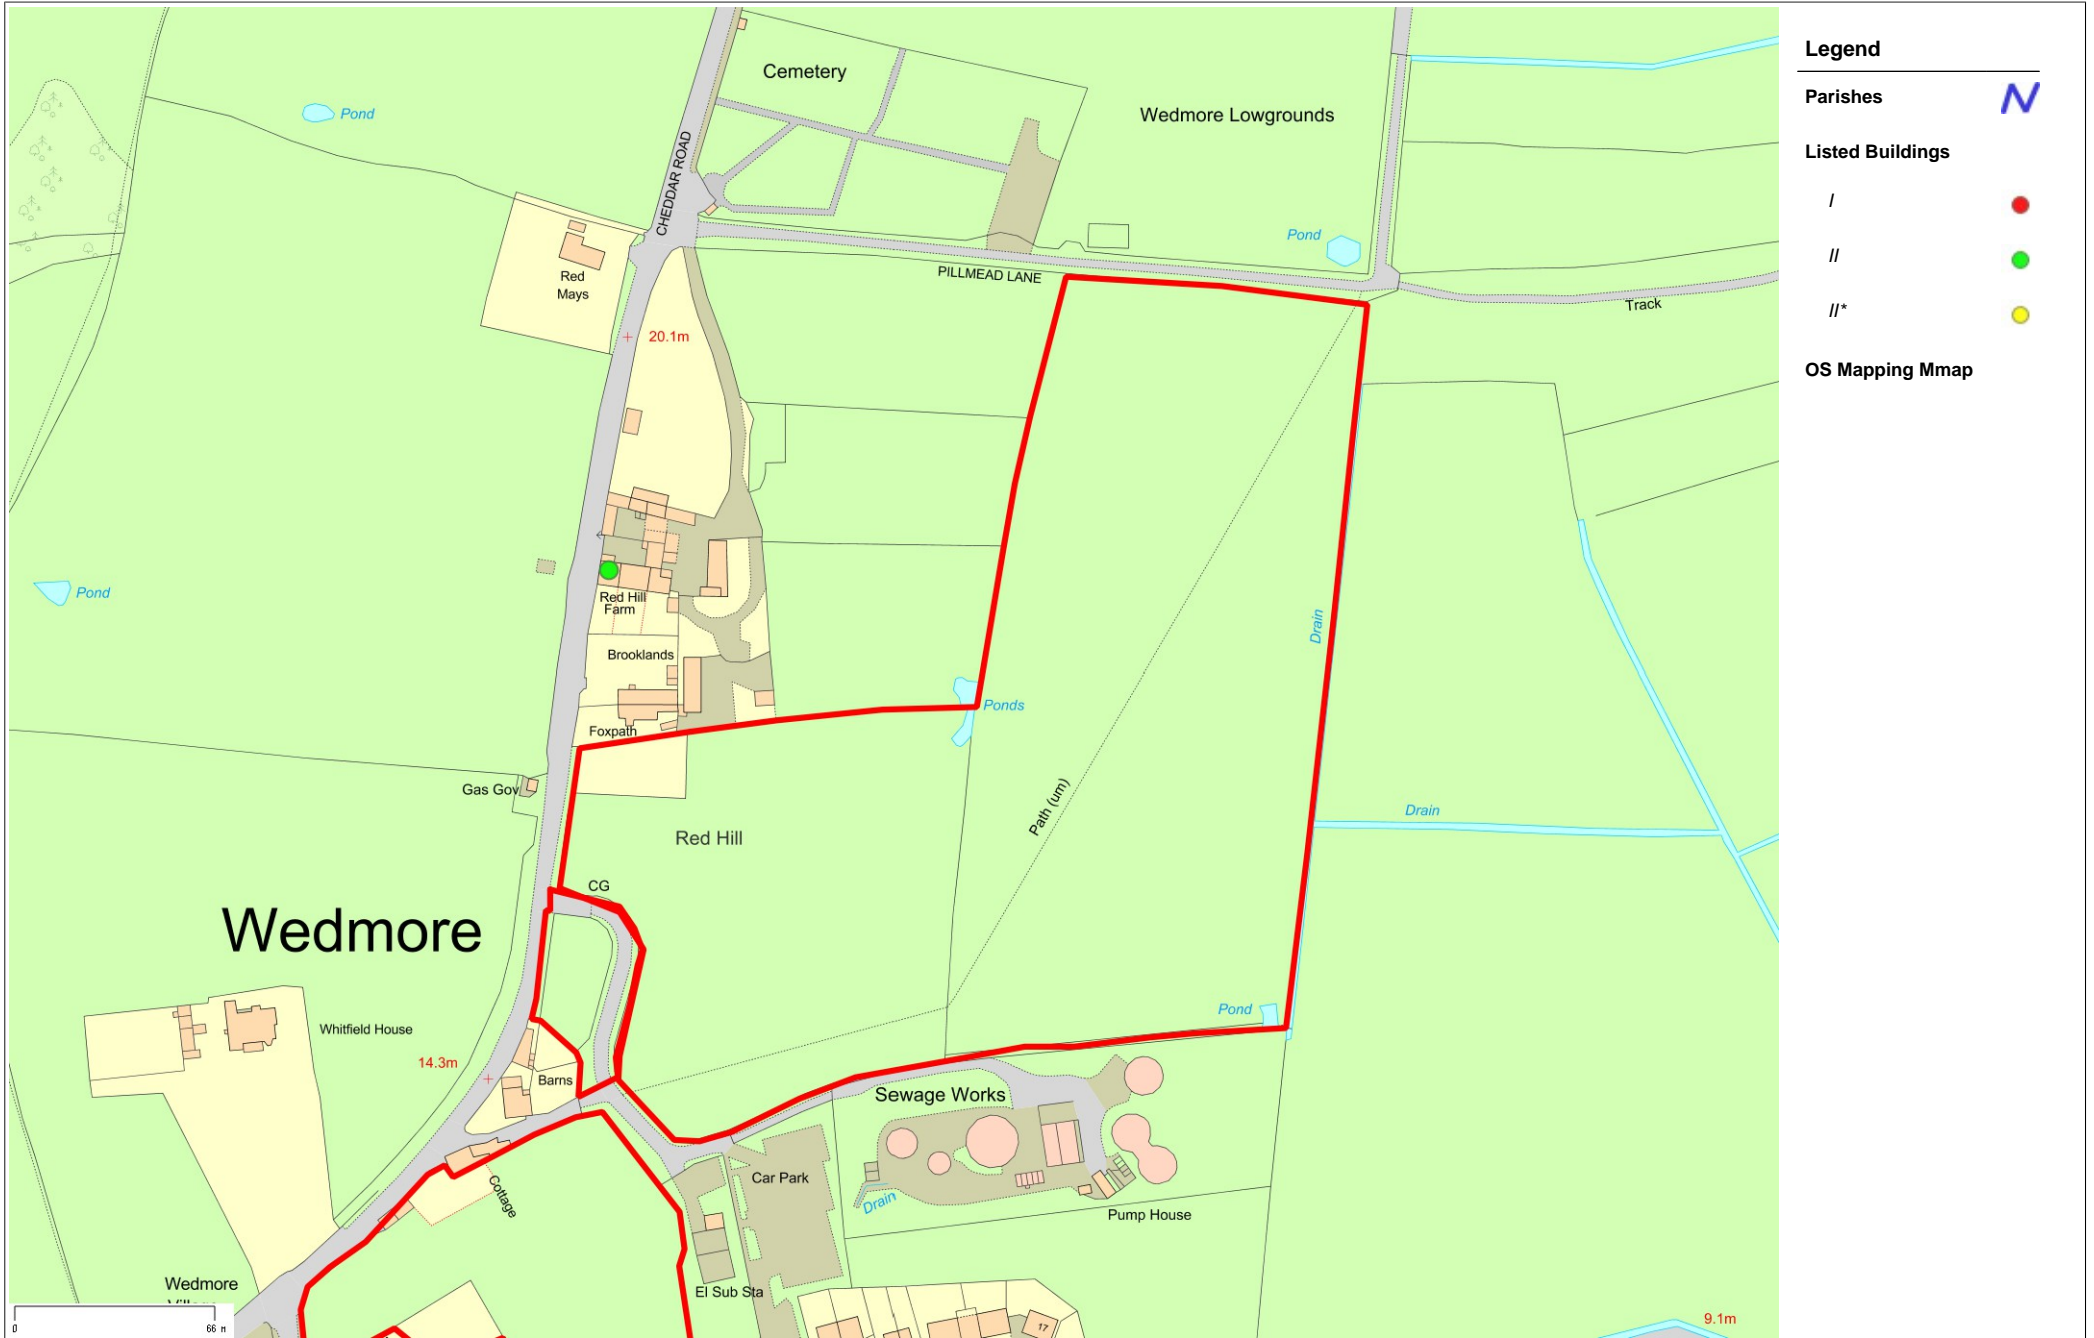 Cemetery
Wedmore Lowgrounds
Pond
CHEDDAR ROAD
Pond
Red
Mays
PILLMEAD LANE
Track
20.1m
Pond
Red Hill
Farm
Drain
Brooklands
Ponds
Foxpath
Gas Gov
Path (um)
Drain
Red Hill
CG
Wedmore
Pond
Whitfield House
14.3m
Barns
Sewage Works
Cottage
Car Park
Drain
Pump House
Wedmore
El Sub Sta
17
9.1m
0
66 m
Legend
Parishes
Listed Buildings
I
II
II*
OS Mapping Mmap